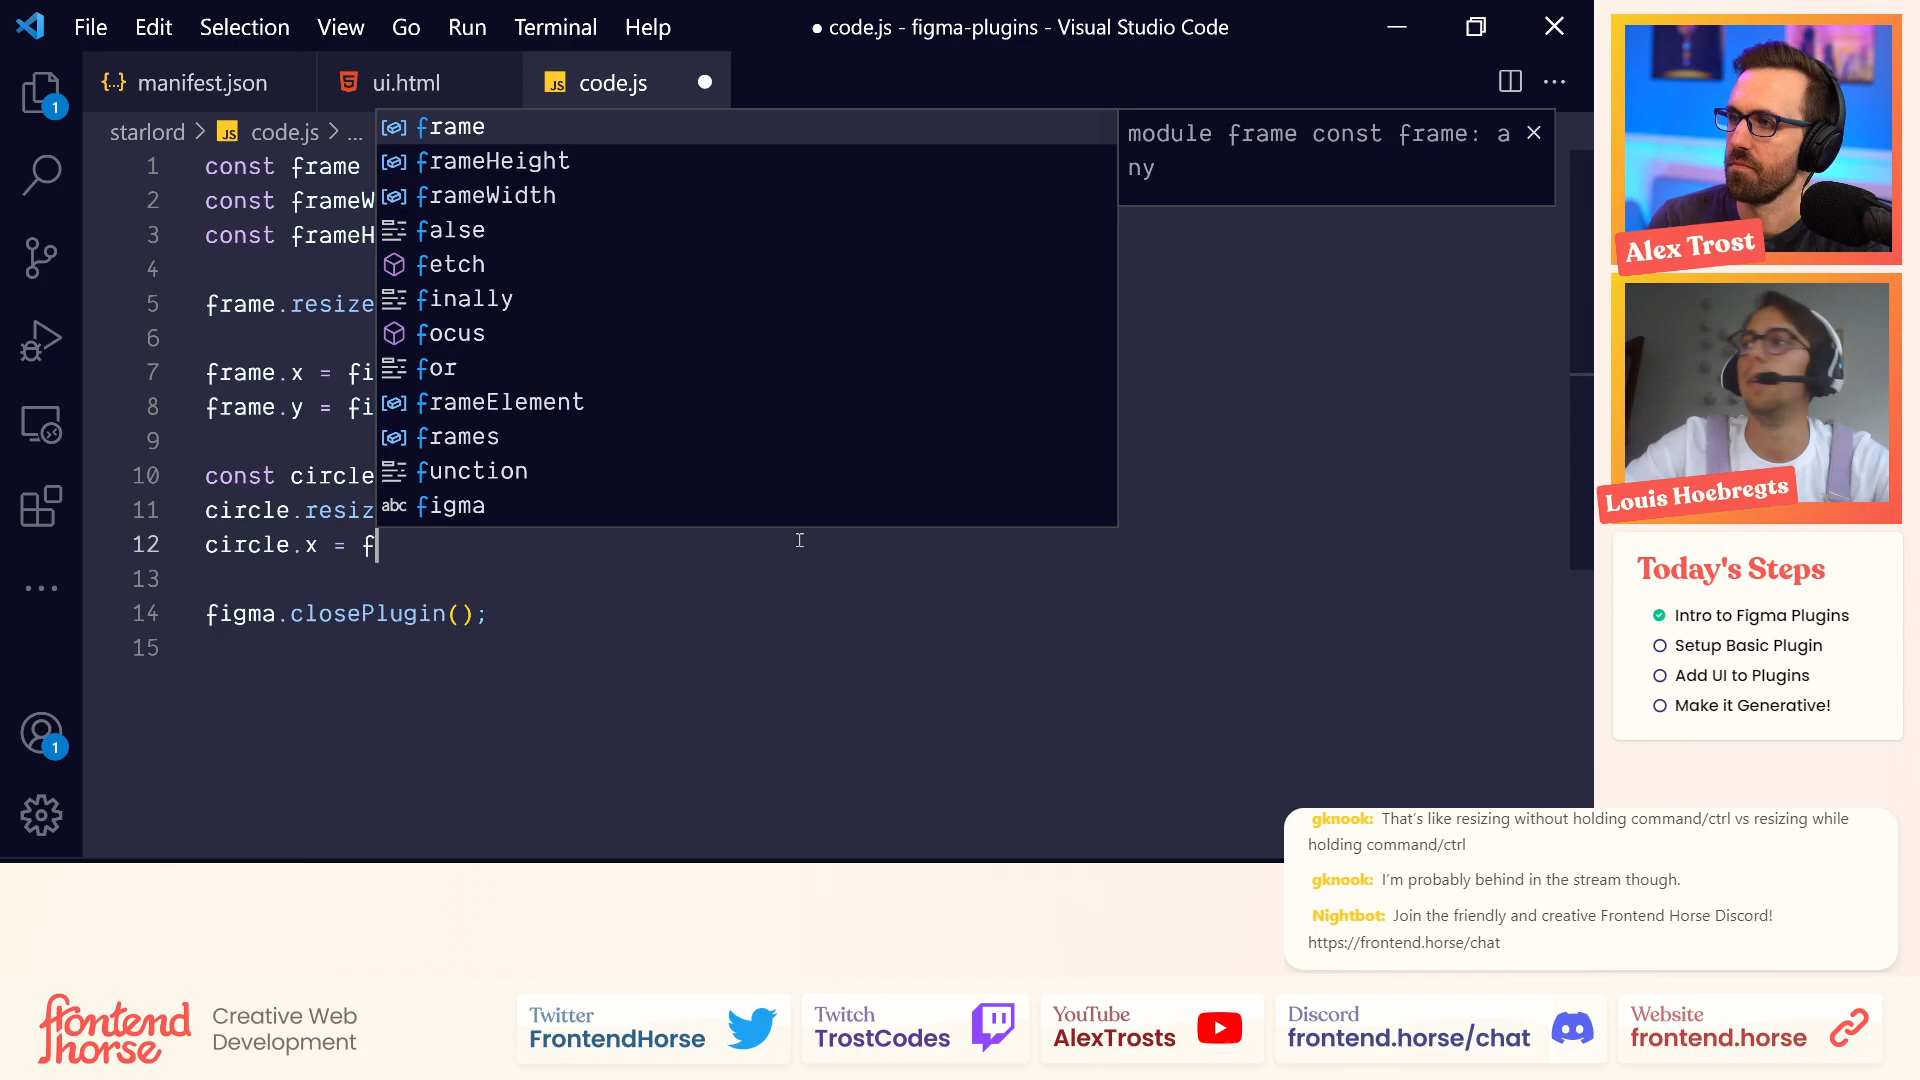 File Edit Selection View Go Run Terminal Help
● code.js - figma-plugins - Visual Studio Code
manifest.json
ui.html
JS code.js
starlord > JS code.js > ...
1 const frame
2 const frameW
3 const frameH
4
5 frame.resize
6
7 frame.x = fi
8 frame.y = fi
9
10 const circle
11 circle.resiz
12 circle.x = f
13
14 figma.closePlugin();
15
frame
frameHeight
frameWidth
false
fetch
finally
focus
for
frameElement
frames
function
abc figma
module frame const frame: a
ny
1
1
Alex Trost
Louis Hoebregts
Today's Steps
Intro to Figma Plugins
Setup Basic Plugin
Add UI to Plugins
Make it Generative!
gknook: That's like resizing without holding command/ctrl vs resizing while
holding command/ctrl
gknook: I'm probably behind in the stream though.
Nightbot: Join the friendly and creative Frontend Horse Discord!
https://frontend.horse/chat
frontend
horse
Creative Web
Development
Twitter
FrontendHorse
Twitch
TrostCodes
YouTube
AlexTrosts
Discord
frontend.horse/chat
Website
frontend.horse